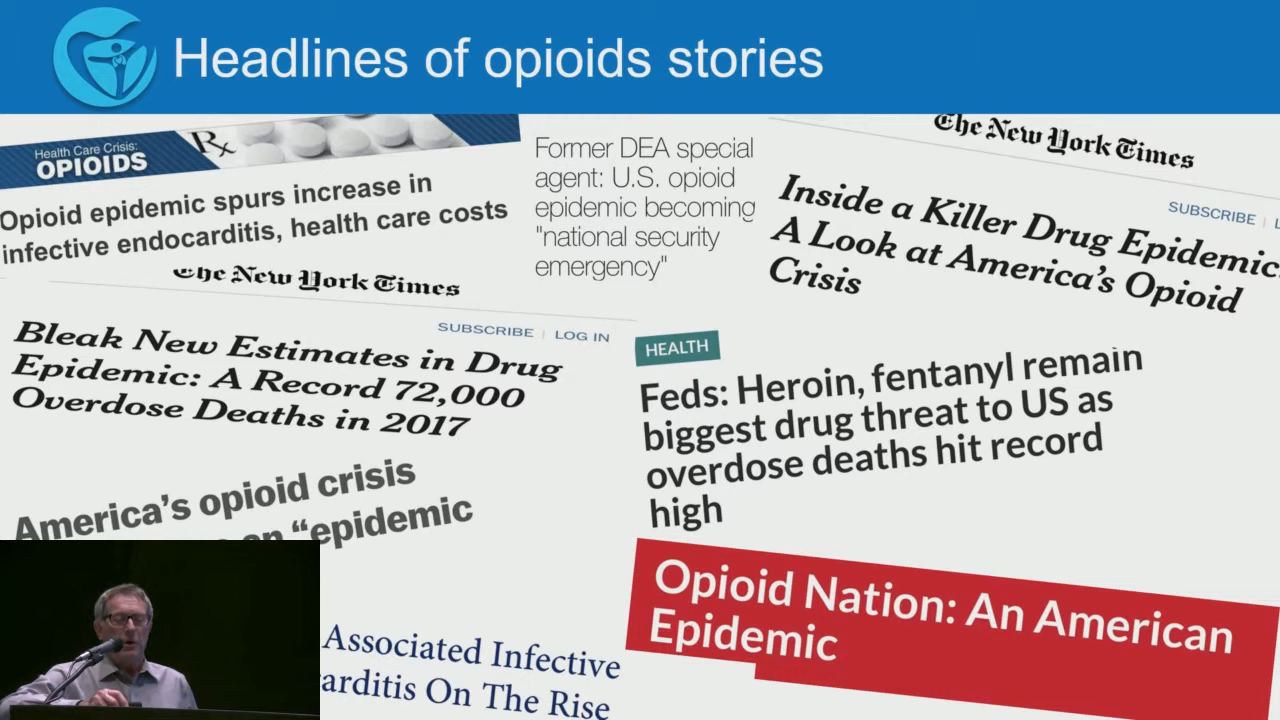 Headlines of opioids stories
Health Care Crisis:
OPIOIDS
Rx
Opioid epidemic spurs increase in
infective endocarditis, health care costs
Former DEA special
agent: U.S. opioid
epidemic becoming
"national security
emergency"
The New York Times
SUBSCRIBE
Inside a Killer Drug Epidemic:
A Look at America's Opioid
Crisis
The New York Times
SUBSCRIBE | LOG IN
Bleak New Estimates in Drug
Epidemic: A Record 72,000
Overdose Deaths in 2017
HEALTH
Feds: Heroin, fentanyl remain
biggest drug threat to US as
overdose deaths hit record
high
America's opioid crisis
“epidemic
Opioid Nation: An American
Epidemic
Associated Infective
arditis On The Rise